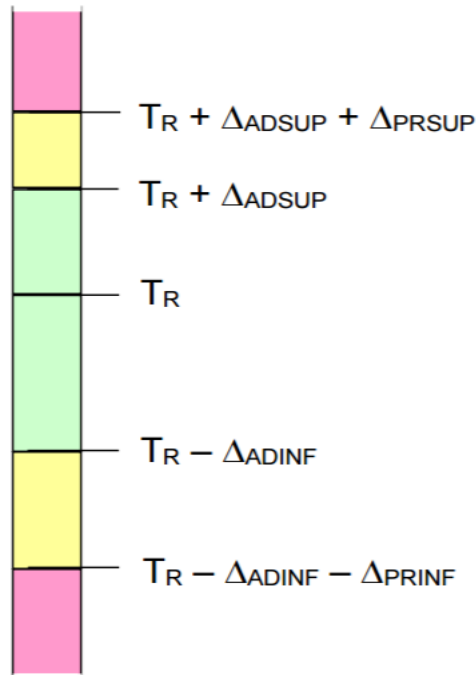 TR + ΔADSUP + ΔPRSUP
TR + ΔADSUP
TR
TR – ΔADINF
TR – ΔADINF – ΔPRINF